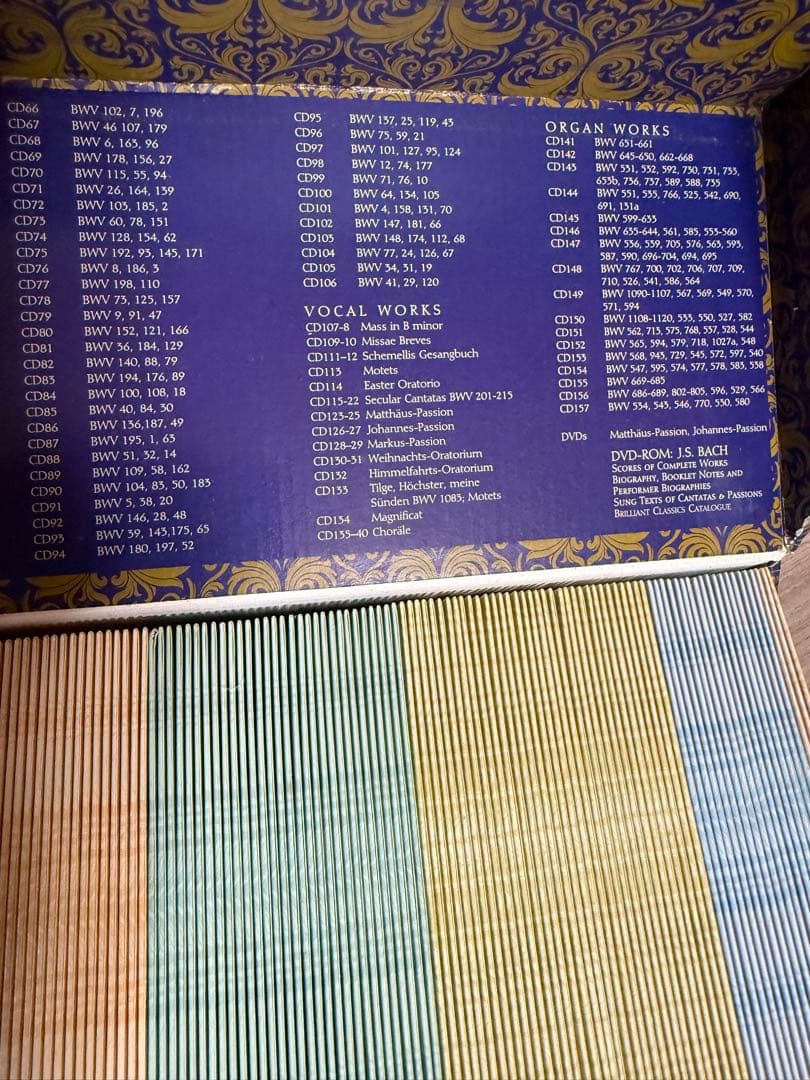 CD66 BWV 102, 7, 196
CD67 BWV 46 107, 179
CD68 BWV 6, 163, 96
CD69 BWV 178, 156, 27
CD70 BWV 115, 55, 94
CD71 BWV 26, 164, 139
CD72 BWV 103, 185, 2
CD73 BWV 60, 78, 151
CD74 BWV 128, 154, 62
CD75 BWV 192, 93, 145, 171
CD76 BWV 8, 186, 3
CD77 BWV 198, 110
CD78 BWV 73, 125, 157
CD79 BWV 9, 91, 47
CD80 BWV 152, 121, 166
CD81 BWV 36, 184, 129
CD82 BWV 140, 88, 79
CD83 BWV 194, 176, 89
CD84 BWV 100, 108, 18
CD85 BWV 40, 84, 30
CD86 BWV 136,187, 49
CD87 BWV 195, 1, 63
CD88 BWV 51, 32, 14
CD89 BWV 109, 58, 162
CD90 BWV 104, 83, 50, 183
CD91 BWV 5, 38, 20
CD92 BWV 146, 28, 48
CD93 BWV 39, 143,175, 65
CD94 BWV 180, 197, 52
CD95 BWV 137, 25, 119, 43
CD96 BWV 75, 59, 21
CD97 BWV 101, 127, 95, 124
CD98 BWV 12, 74, 177
CD99 BWV 71, 76, 10
CD100 BWV 64, 134, 105
CD101 BWV 4, 158, 131, 70
CD102 BWV 147, 181, 66
CD103 BWV 148, 174, 112, 68
CD104 BWV 77, 24, 126, 67
CD105 BWV 34, 31, 19
CD106 BWV 41, 29, 120
VOCAL WORKS
CD107-8 Mass in B minor
CD109-10 Missae Breves
CD111-12 Schemellis Gesangbuch
CD113 Motets
CD114 Easter Oratorio
CD115-22 Secular Cantatas BWV 201-215
CD123-25 Matthäus-Passion
CD126-27 Johannes-Passion
CD128-29 Markus-Passion
CD130-31 Weihnachts-Oratorium
CD132 Himmelfahrts-Oratorium
CD133 Tilge, Höchster, meine
Sünden BWV 1083; Motets
CD134 Magnificat
CD135-40 Choräle
ORGAN WORKS
CD141 BWV 651-661
CD142 BWV 645-650, 662-668
CD143 BWV 531, 532, 592, 730, 731, 733,
653b, 736, 737, 589, 588, 735
CD144 BWV 551, 535, 766, 525, 542, 690,
691, 131a
CD145 BWV 599-633
CD146 BWV 635-644, 561, 585, 553-560
CD147 BWV 536, 539, 705, 576, 563, 593,
587, 590, 696-704, 694, 695
CD148 BWV 767, 700, 702, 706, 707, 709,
710, 526, 541, 586, 564
CD149 BWV 1090-1107, 567, 569, 549, 570,
571, 594
CD150 BWV 1108-1120, 533, 550, 527, 582
CD151 BWV 562, 713, 575, 768, 557, 528, 544
CD152 BWV 565, 594, 579, 718, 1027a, 548
CD153 BWV 568, 943, 729, 545, 572, 597, 540
CD154 BWV 547, 595, 574, 577, 578, 583, 538
CD155 BWV 669-685
CD156 BWV 686-689, 802-805, 596, 529, 566
CD157 BWV 534, 543, 546, 770, 530, 580
DVDs Matthäus-Passion, Johannes-Passion
DVD-ROM: J.S. BACH
SCORES OF COMPLETE WORKS
BIOGRAPHY, BOOKLET NOTES AND
PERFORMER BIOGRAPHIES
SUNG TEXTS OF CANTATAS & PASSIONS
BRILLIANT CLASSICS CATALOGUE